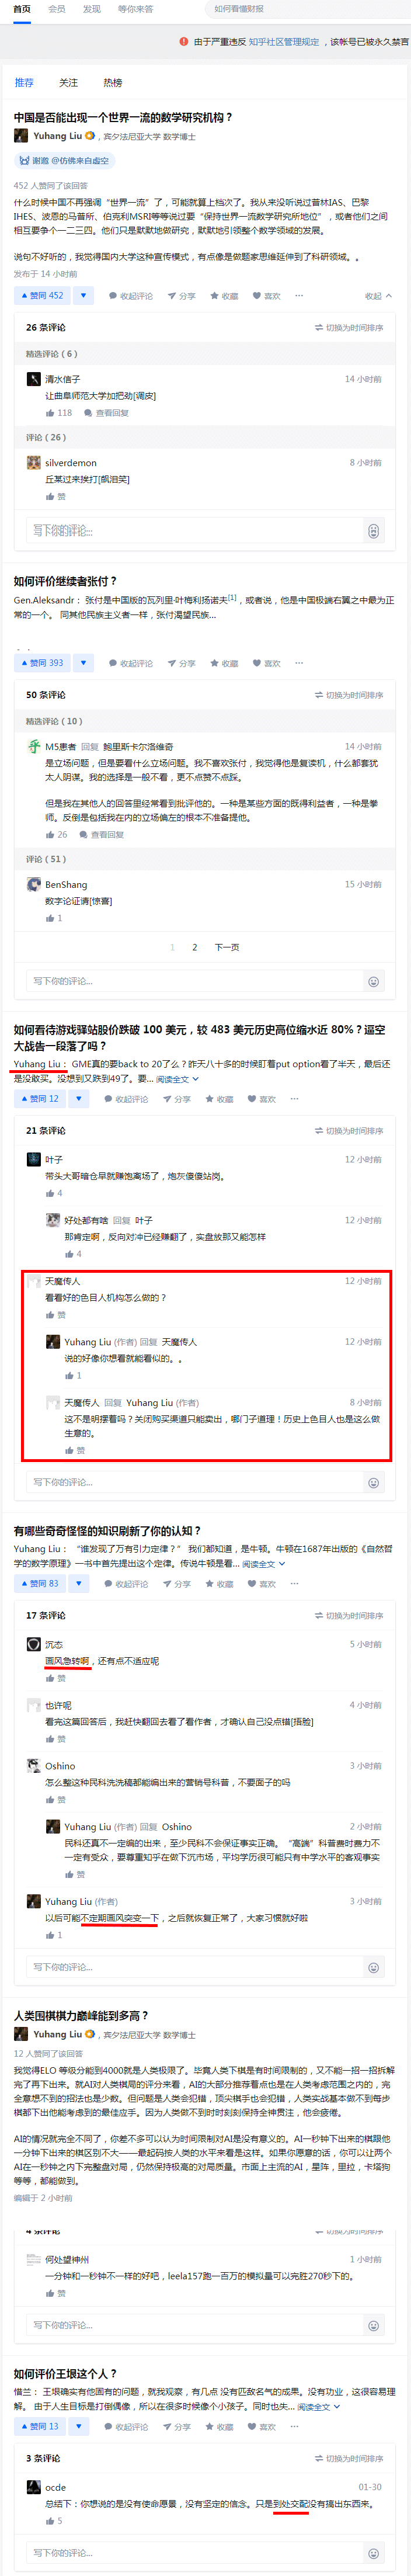 首页 会员 发现 等你来答 如何看懂财报
由于严重违反 知乎社区管理规定 ，该帐号已被永久禁言
推荐 关注 热榜
中国是否能出现一个世界一流的数学研究机构？
Yuhang Liu ，宾夕法尼亚大学 数学博士
谢邀 @仿佛来自虚空
452 人赞同了该回答
什么时候中国不再强调“世界一流”了，可能就算上档次了。我从来没听说过普林IAS、巴黎
IHES、波恩的马普所、伯克利MSRI等等说过要“保持世界一流数学研究所地位”，或者他们之间
相互要争个一二三四。他们只是默默地做研究，默默地引领整个数学领域的发展。
说句不好听的，我觉得国内大学这种宣传模式，有点像是做题家思维延伸到了科研领域。。
发布于 14 小时前
赞同 452 收起评论 分享 收藏 喜欢 ··· 收起
26 条评论 切换为时间排序
精选评论（6）
清水信子 14 小时前
让曲阜师范大学加把劲[调皮]
118 查看回复
评论（26）
silverdemon 8 小时前
丘某过来挨打[飙泪笑]
赞
写下你的评论...
如何评价继续者张付？
Gen.Aleksandr： 张付是中国版的瓦列里·叶梅利扬诺夫[1]，或者说，他是中国极端右翼之中最为正
常的一个。 同其他民族主义者一样，张付渴望民族...
赞同 393 收起评论 分享 收藏 喜欢 ···
50 条评论 切换为时间排序
精选评论（10）
M5患者 回复 鲍里斯卡尔洛维奇 14 小时前
是立场问题，但是要看什么立场问题。我不喜欢张付，我觉得他是复读机，什么都套犹
太人阴谋。我的选择是一般不看，更不点赞不点踩。
但是我在其他人的回答里经常看到批评他的。一种是某些方面的既得利益者，一种是拳
师。反倒是包括我在内的立场偏左的根本不准备提他。
26 查看回复
评论（51）
BenShang 15 小时前
数字论证请[惊喜]
1
1 2 下一页
写下你的评论...
如何看待游戏驿站股价跌破 100 美元，较 483 美元历史高位缩水近 80%？逼空
大战告一段落了吗？
Yuhang Liu： GME真的要back to 20了么？昨天八十多的时候盯着put option看了半天，最后还
是没敢买。没想到又跌到49了。要... 阅读全文
赞同 12 收起评论 分享 收藏 喜欢 ···
21 条评论 切换为时间排序
叶子 12 小时前
带头大哥暗仓早就赚饱离场了，炮灰傻傻站岗。
4
好处都有啥 回复 叶子 12 小时前
那肯定啊，反向对冲已经赚翻了，实盘放那又能怎样
4
天魔传人 12 小时前
看看好的色目人机构怎么做的？
赞
Yuhang Liu (作者) 回复 天魔传人 12 小时前
说的好像你想看就能看似的。。
1
天魔传人 回复 Yuhang Liu (作者) 8 小时前
这不是明摆着吗？关闭购买渠道只能卖出，哪门子道理！历史上色目人也是这么做
生意的。
赞
写下你的评论...
有哪些奇奇怪怪的知识刷新了你的认知？
Yuhang Liu： “谁发现了万有引力定律？” 我们都知道，是牛顿。牛顿在1687年出版的《自然哲
学的数学原理》一书中首先提出这个定律。传说牛顿是看... 阅读全文
赞同 83 收起评论 分享 收藏 喜欢 ···
17 条评论 切换为时间排序
沉态 5 小时前
画风急转啊，还有点不适应呢
赞
也许呢 4 小时前
看完这篇回答后，我赶快翻回去看了看作者，才确认自己没点错[捂脸]
赞
Oshino 3 小时前
怎么整这种民科洗洗稿都能编出来的营销号科普，不要面子的吗
赞
Yuhang Liu (作者) 回复 Oshino 2 小时前
民科还真不一定编的出来，至少民科不会保证事实正确。“高端”科普费时费力不
一定有受众，要尊重知乎在做下沉市场，平均学历很可能只有中学水平的客观事实
赞
Yuhang Liu (作者) 3 小时前
以后可能不定期画风突变一下，之后就恢复正常了，大家习惯就好啦
1
写下你的评论...
人类围棋棋力巅峰能到多高？
Yuhang Liu ，宾夕法尼亚大学 数学博士
12 人赞同了该回答
我觉得ELO 等级分能到4000就是人类极限了。毕竟人类下棋是有时间限制的，又不能一招一招拆解
完了再下出来。就AI对人类棋局的评分来看，AI的大部分推荐着点也是在人类考虑范围之内的，完
全意想不到的招法也是少数。但问题是人类会犯错，顶尖棋手也会犯错，人类实战基本做不到每步
棋都下出他能考虑到的最佳应手。因为人类做不到时时刻刻保持全神贯注，他会疲倦。
AI的情况就完全不同了，你差不多可以认为时间限制对AI是没有意义的。AI一秒钟下出来的棋跟他
一分钟下出来的棋区别不大——最起码按人类的水平来看是这样。如果你愿意的话，你可以让两个
AI在一秒钟之内下完整盘对局，仍然保持极高的对局质量。市面上主流的AI，星阵，里拉，卡塔狗
等等，都能做到。
编辑于 2 小时前
4 条评论 切换为时间排序
何处望神州 1 小时前
一分钟和一秒钟不一样的好吧，leela157跑一百万的模拟量可以完胜270秒下的。
赞
写下你的评论...
如何评价王垠这个人？
惜兰： 王垠确实有他固有的问题，就我观察，有几点 没有匹敌名气的成果。没有功业，这很容易理
解。 由于人生目标是打倒偶像，所以在很多时候像个小孩子。同时也失... 阅读全文
赞同 13 收起评论 分享 收藏 喜欢 ···
3 条评论 切换为时间排序
ocde 01-30
总结下：你想说的是没有使命愿景，没有坚定的信念。只是到处交配没有搞出东西来。
5
写下你的评论...